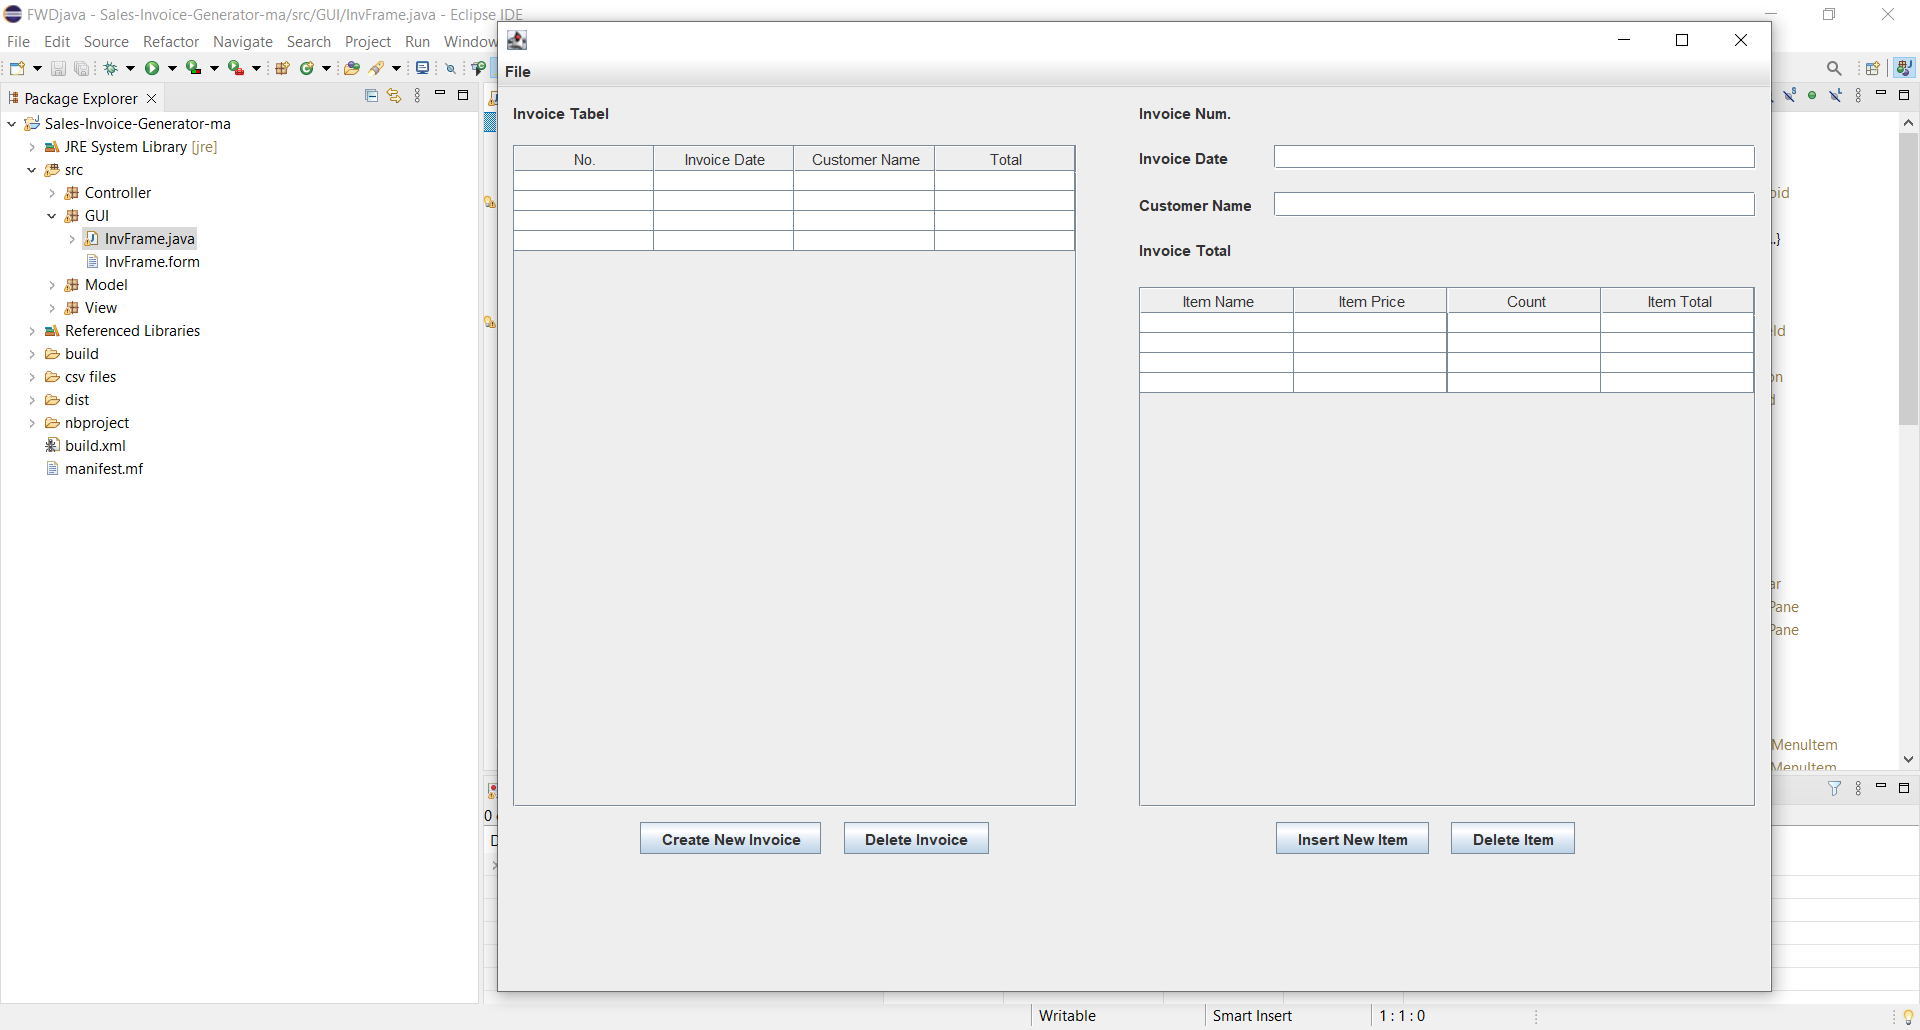 FWDjava - Sales-Invoice-Generator-ma/src/GUI/InvFrame.java - Eclipse IDE
File Edit Source Refactor Navigate Search Project Run Window
Package Explorer
Sales-Invoice-Generator-ma
JRE System Library [jre]
src
Controller
GUI
InvFrame.java
InvFrame.form
Model
View
Referenced Libraries
build
csv files
dist
nbproject
build.xml
manifest.mf
File
Invoice Tabel
No. Invoice Date Customer Name Total
Create New Invoice Delete Invoice
Invoice Num.
Invoice Date
Customer Name
Invoice Total
Item Name Item Price Count Item Total
Insert New Item Delete Item
Pane
Pane
MenuItem
MenuItem
0
Writable Smart Insert 1 : 1 : 0